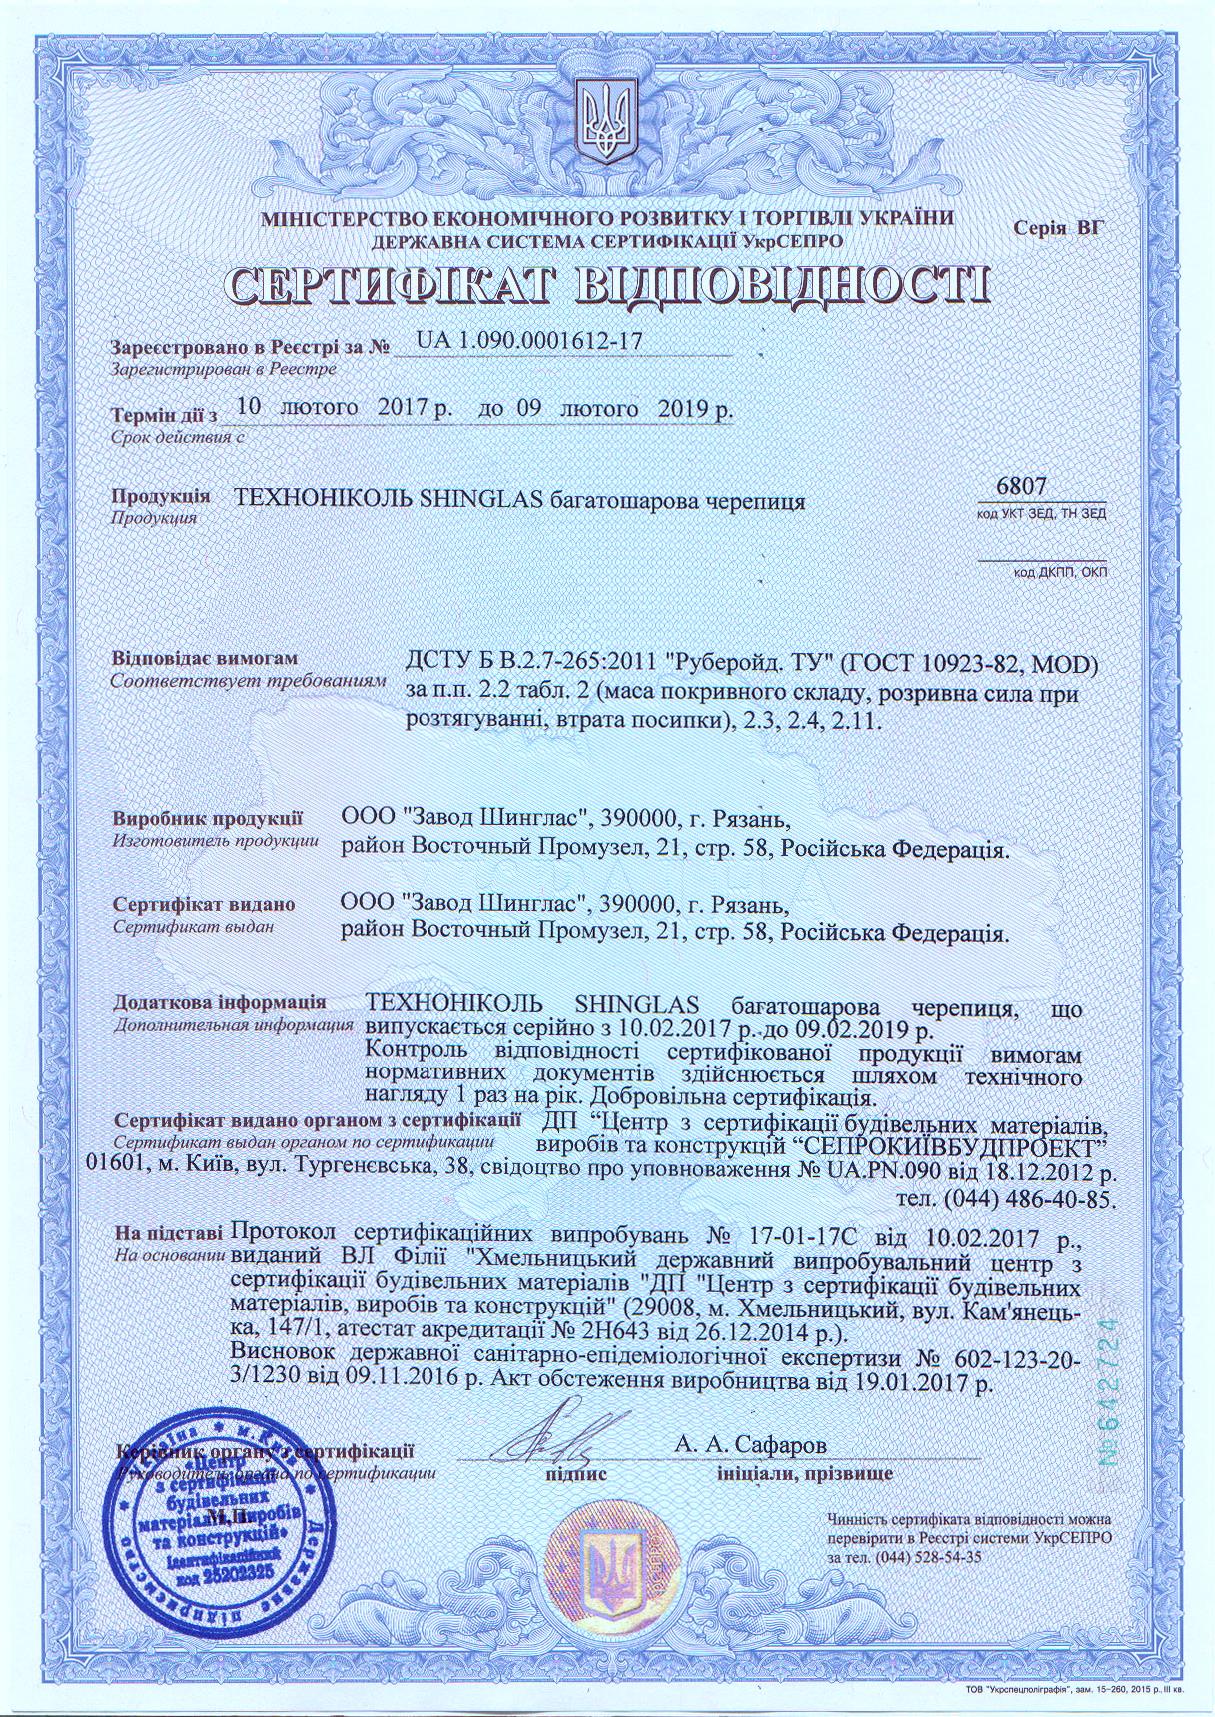 МІНІСТЕРСТВО ЕКОНОМІЧНОГО РОЗВИТКУ І ТОРГІВЛІ УКРАЇНИ
Серія ВГ
ДЕРЖАВНА СИСТЕМА СЕРТИФІКАЦІЇ УкрСЕПРО
СЕРТИФІКАТ ВІДПОВІДНОСТІ
Зареєстровано в Реєстрі за № UA 1.090.0001612-17
Зарегистрирован в Реестре
Термін дії з 10 лютого 2017 р. до 09 лютого 2019 р.
Срок действия с
Продукція ТЕХНОНІКОЛЬ SHINGLAS багатошарова черепиця 6807
Продукция код УКТ ЗЕД, ТН ЗЕД
код ДКПП, ОКП
Відповідає вимогам ДСТУ Б В.2.7-265:2011 "Руберойд. ТУ" (ГОСТ 10923-82, MOD)
Соответствует требованиям за п.п. 2.2 табл. 2 (маса покривного складу, розривна сила при
розтягуванні, втрата посипки), 2.3, 2.4, 2.11.
Виробник продукції ООО "Завод Шинглас", 390000, г. Рязань,
Изготовитель продукции район Восточный Промузел, 21, стр. 58, Російська Федерація.
Сертифікат видано ООО "Завод Шинглас", 390000, г. Рязань,
Сертификат выдан район Восточный Промузел, 21, стр. 58, Російська Федерація.
Додаткова інформація ТЕХНОНІКОЛЬ SHINGLAS багатошарова черепиця, що
Дополнительная информация випускається серійно з 10.02.2017 р. до 09.02.2019 р.
Контроль відповідності сертифікованої продукції вимогам
нормативних документів здійснюється шляхом технічного
нагляду 1 раз на рік. Добровільна сертифікація.
Сертифікат видано органом з сертифікації ДП “Центр з сертифікації будівельних матеріалів,
Сертификат выдан органом по сертификации виробів та конструкцій “СЕПРОКИЇВБУДПРОЕКТ”
01601, м. Київ, вул. Тургенєвська, 38, свідоцтво про уповноваження № UA.PN.090 від 18.12.2012 р.
тел. (044) 486-40-85.
На підставі Протокол сертифікаційних випробувань № 17-01-17С від 10.02.2017 р.,
На основании виданий ВЛ Філії "Хмельницький державний випробувальний центр з
сертифікації будівельних матеріалів "ДП "Центр з сертифікації будівельних
матеріалів, виробів та конструкцій" (29008, м. Хмельницький, вул. Кам'янець-
ка, 147/1, атестат акредитації № 2Н643 від 26.12.2014 р.).
Висновок державної санітарно-епідеміологічної експертизи № 602-123-20-
3/1230 від 09.11.2016 р. Акт обстеження виробництва від 19.01.2017 р.
№ 642724
Керівник органу з сертифікації А. А. Сафаров
Руководитель органа по сертификации підпис ініціали, прізвище
М.П.
Україна * м. Київ * Державне підприємство *
«Центр
з сертифікації
будівельних
матеріалів, виробів
та конструкцій»
Ідентифікаційний
код 25202325
Чинність сертифіката відповідності можна
перевірити в Реєстрі системи УкрСЕПРО
за тел. (044) 528-54-35
ТОВ "Укрспецполіграфія", зам. 15-260, 2015 р., III кв.